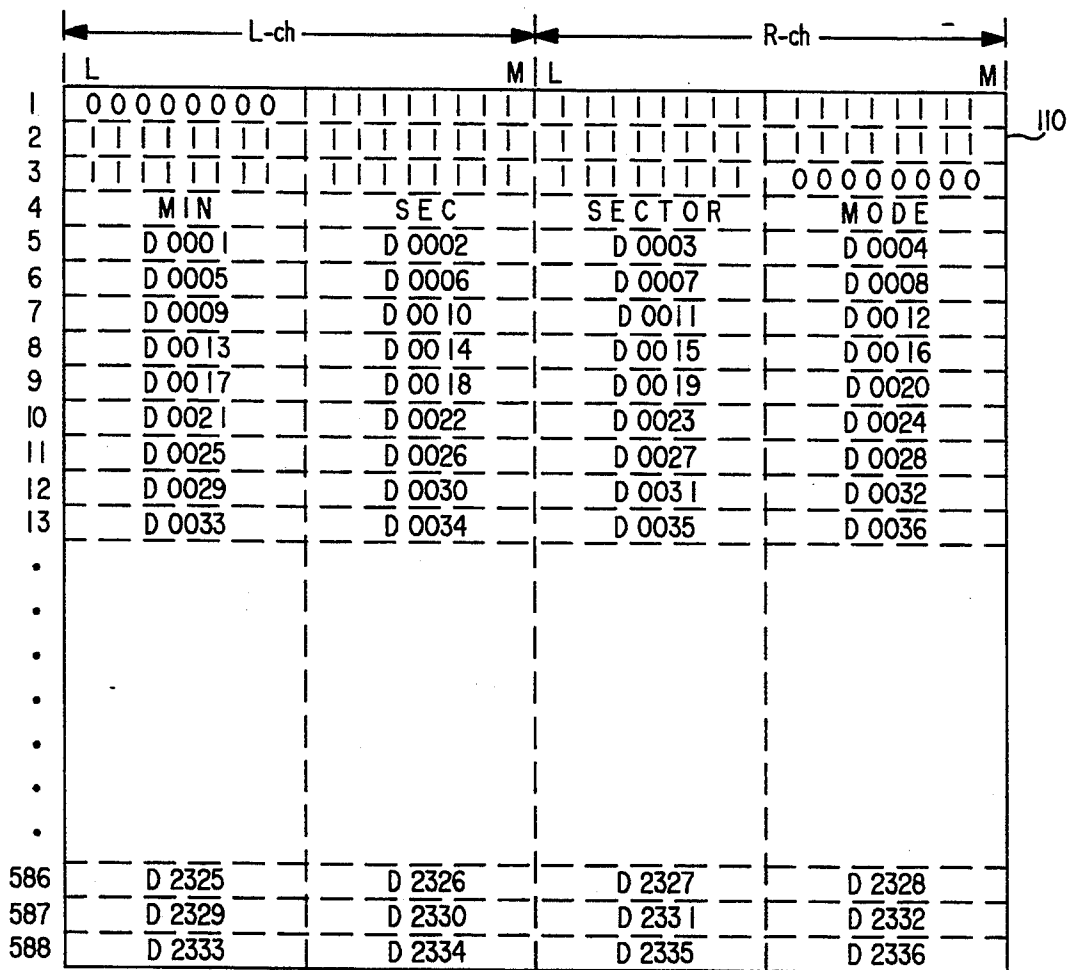 L-ch R-ch
L M L M
1 00000000 11111111 11111111 11111111
110
2 11111111 11111111 11111111 11111111
3 11111111 11111111 11111111 00000000
4 MIN SEC SECTOR MODE
5 D 0001 D 0002 D 0003 D 0004
6 D 0005 D 0006 D 0007 D 0008
7 D 0009 D 0010 D 0011 D 0012
8 D 0013 D 0014 D 0015 D 0016
9 D 0017 D 0018 D 0019 D 0020
10 D 0021 D 0022 D 0023 D 0024
11 D 0025 D 0026 D 0027 D 0028
12 D 0029 D 0030 D 0031 D 0032
13 D 0033 D 0034 D 0035 D 0036
586 D 2325 D 2326 D 2327 D 2328
587 D 2329 D 2330 D 2331 D 2332
588 D 2333 D 2334 D 2335 D 2336